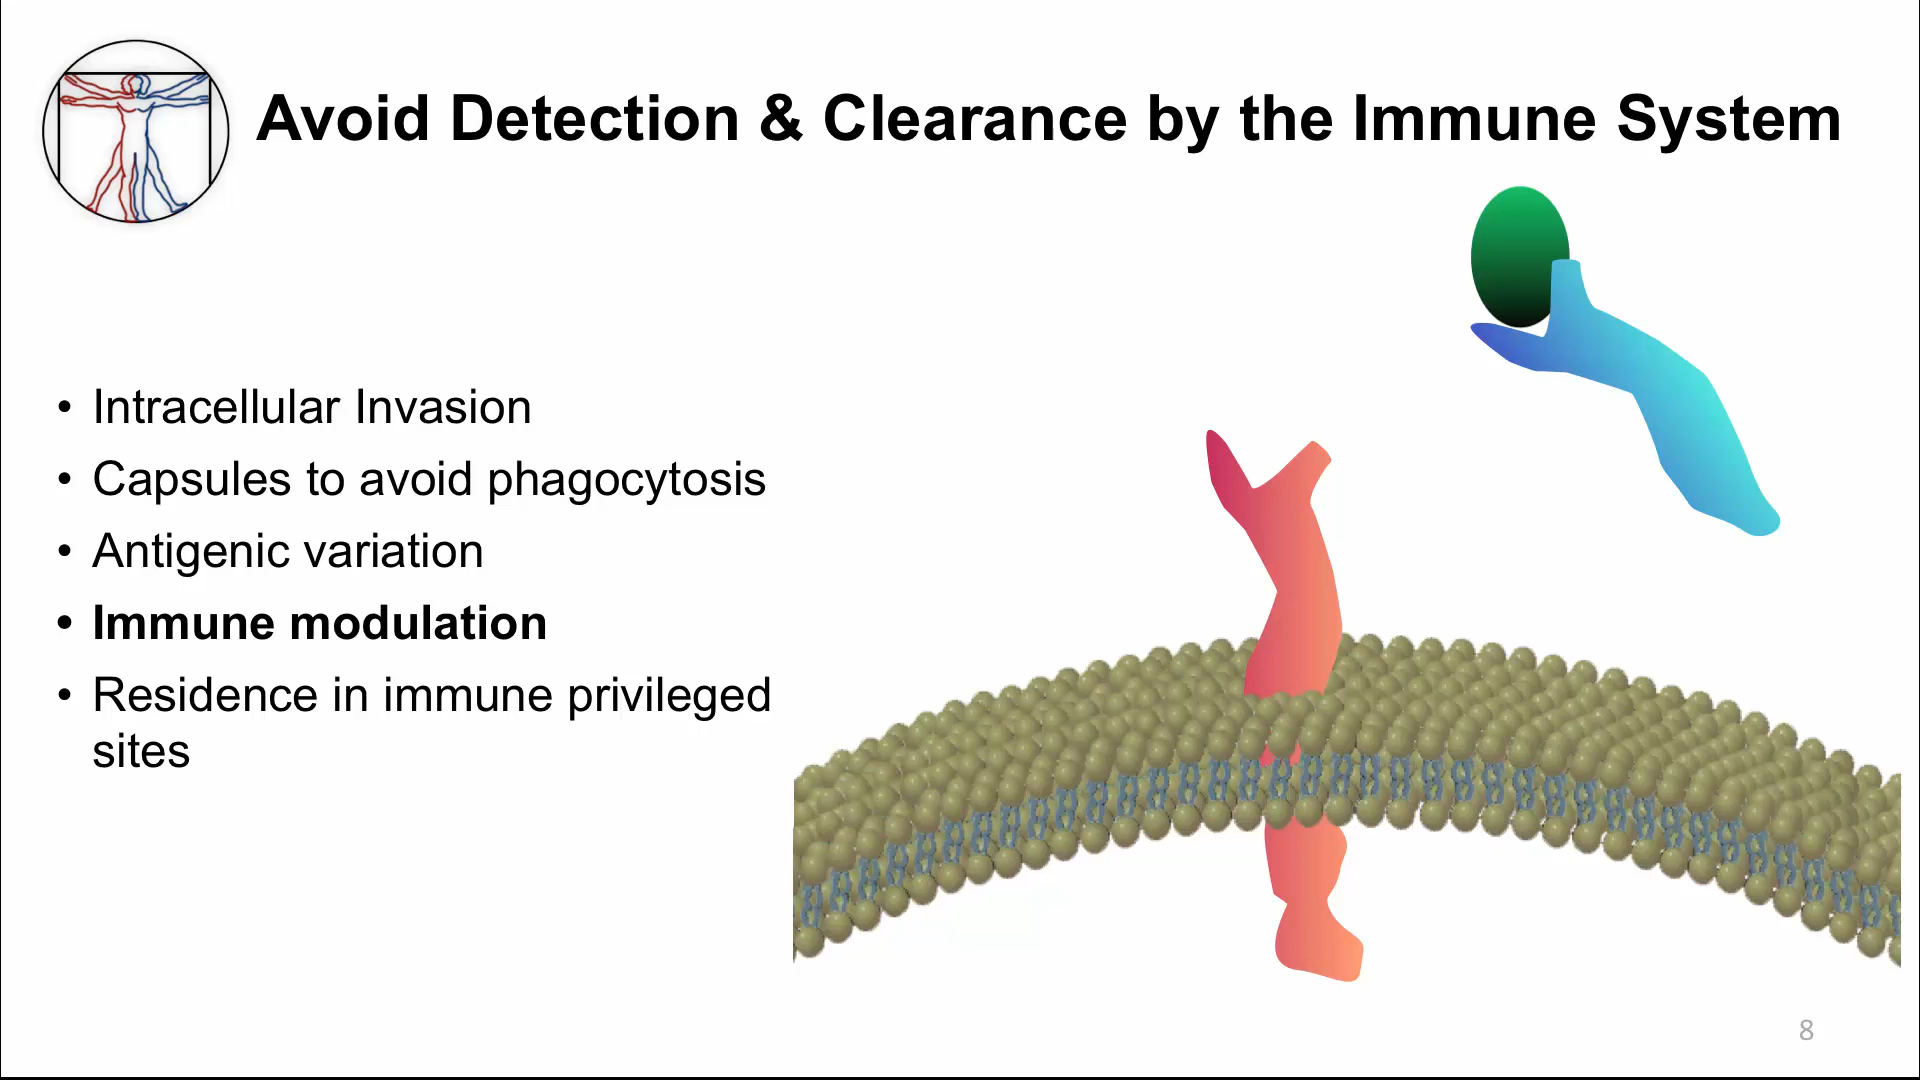 Avoid Detection & Clearance by the Immune System
• Intracellular Invasion
• Capsules to avoid phagocytosis
• Antigenic variation
• Immune modulation
• Residence in immune privileged
sites
8